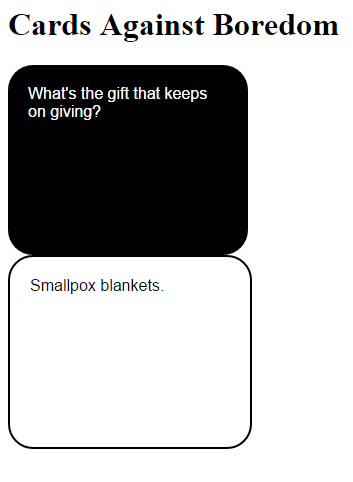 Cards Against Boredom
What's the gift that keeps
on giving?
Smallpox blankets.